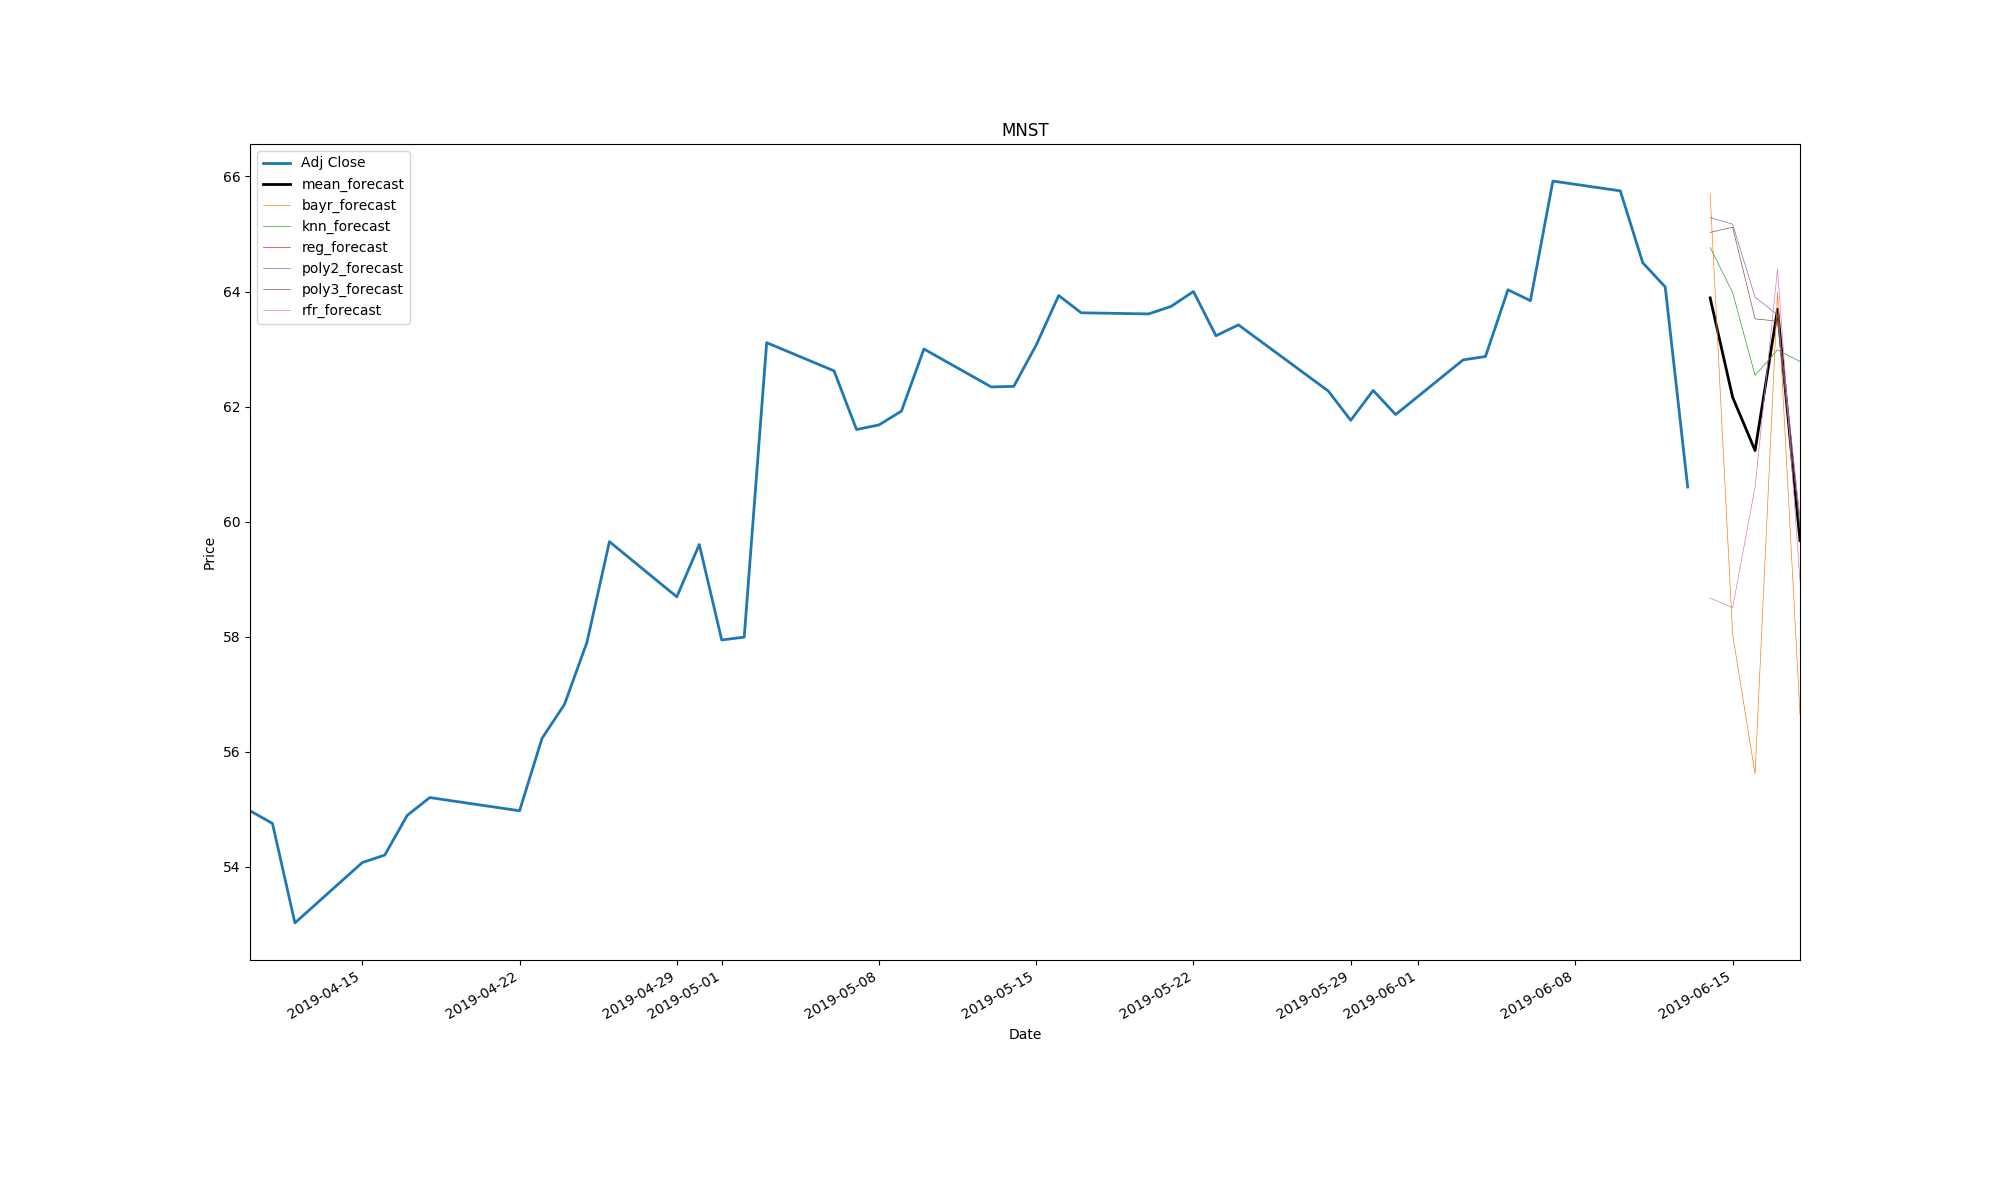 MNST
Adj Close
mean_forecast
bayr_forecast
knn_forecast
reg_forecast
poly2_forecast
poly3_forecast
rfr_forecast
66
64
62
60
58
56
54
Price
2019-04-15
2019-04-22
2019-04-29
2019-05-01
2019-05-08
2019-05-15
2019-05-22
2019-05-29
2019-06-01
2019-06-08
2019-06-15
Date